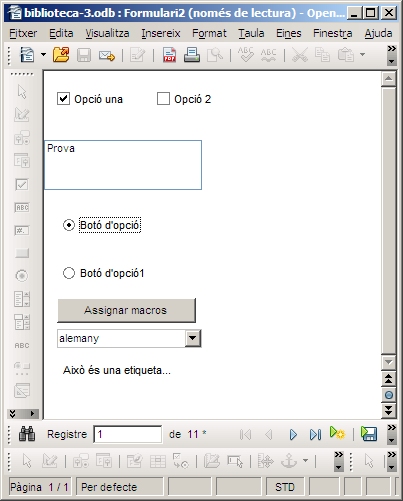 biblioteca-3.odb : Formulari2 (només de lectura) - Open...
Fitxer Edita Visualitza Insereix Format Taula Eines Finestra Ajuda
Opció una Opció 2
Prova
Botó d'opció
Botó d'opció1
Assignar macros
alemany
Això és una etiqueta...
Registre 1 de 11 *
Pàgina 1 / 1 Per defecte STD